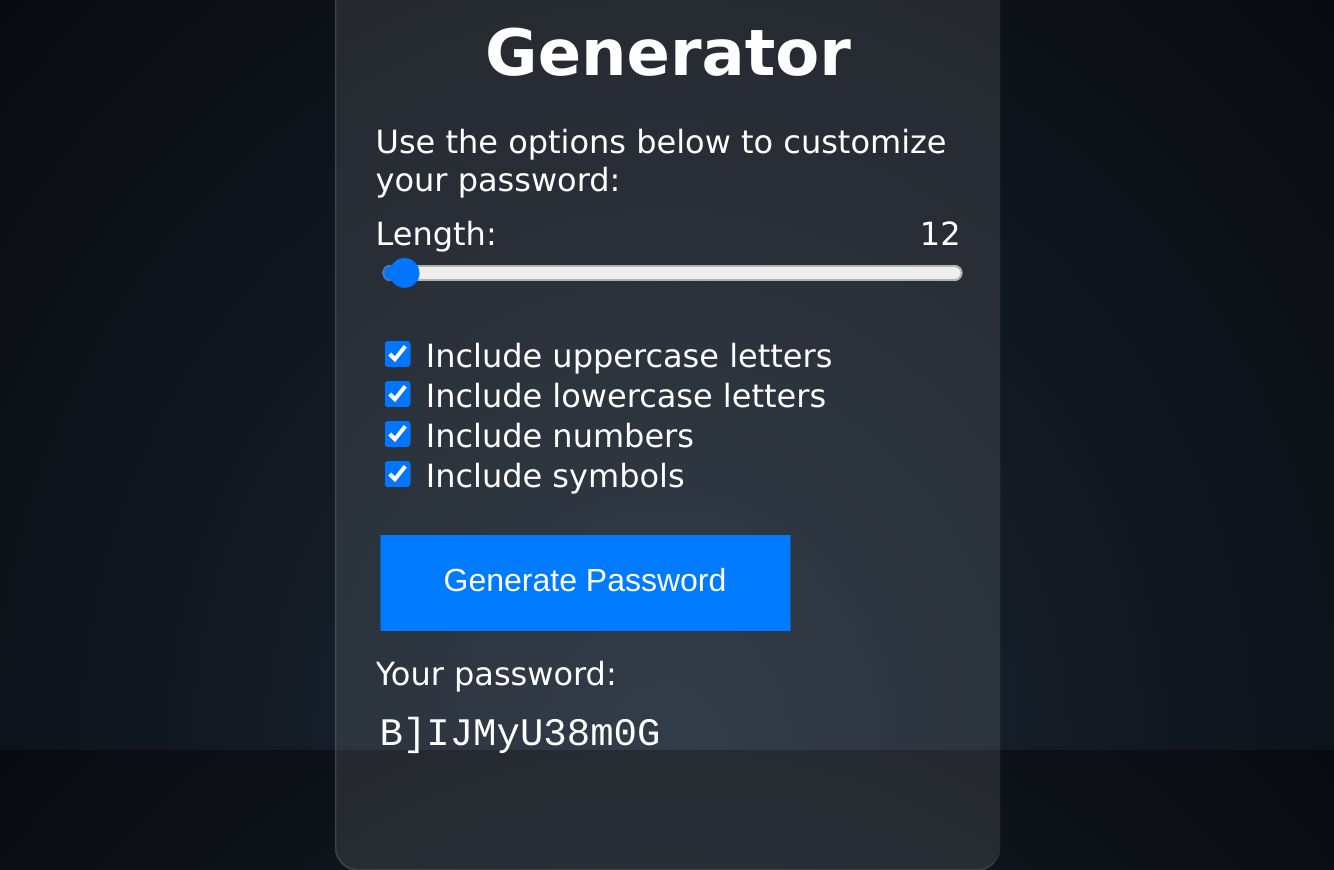 Generator
Use the options below to customize
your password:
Length: 12
Include uppercase letters
Include lowercase letters
Include numbers
Include symbols
Generate Password
Your password:
B]IJMyU38m0G